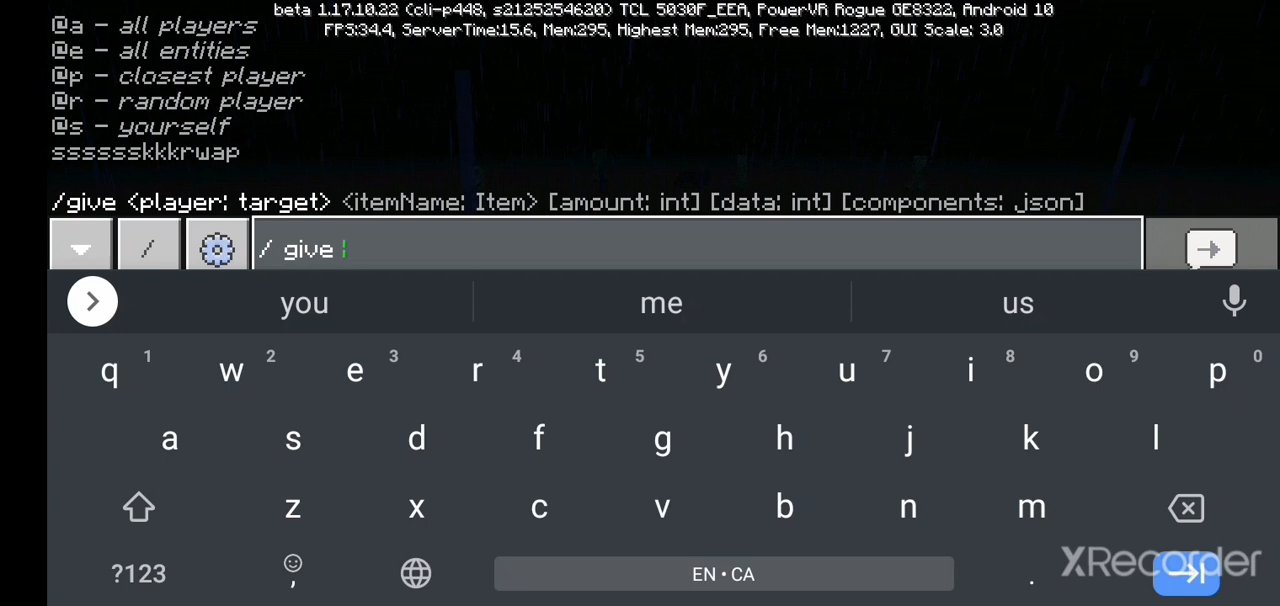 beta 1.17.10.22 (cli-p448, s2125254620) TCL 5030F_EEA, PowerVR Rogue GE8322, Android 10
FPS:34.4, ServerTime:15.6, Mem:295, Highest Mem:295, Free Mem:1227, GUI Scale: 3.0
@a - all players
@e - all entities
@p - closest player
@r - random player
@s - yourself
sssssskkkrwap
/give <player: target> <itemName: Item> [amount: int] [data: int] [components: json]
/
/ give
you me us
q 1 w 2 e 3 r 4 t 5 y 6 u 7 i 8 o 9 p 0
a s d f g h j k l
z x c v b n m
?123 , EN • CA .
XRecorder